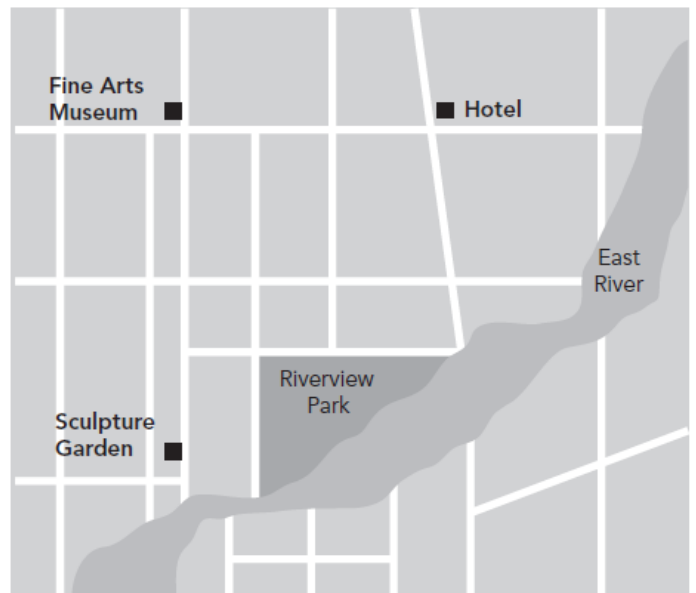 Fine Arts
Museum
Hotel
East
River
Riverview
Park
Sculpture
Garden